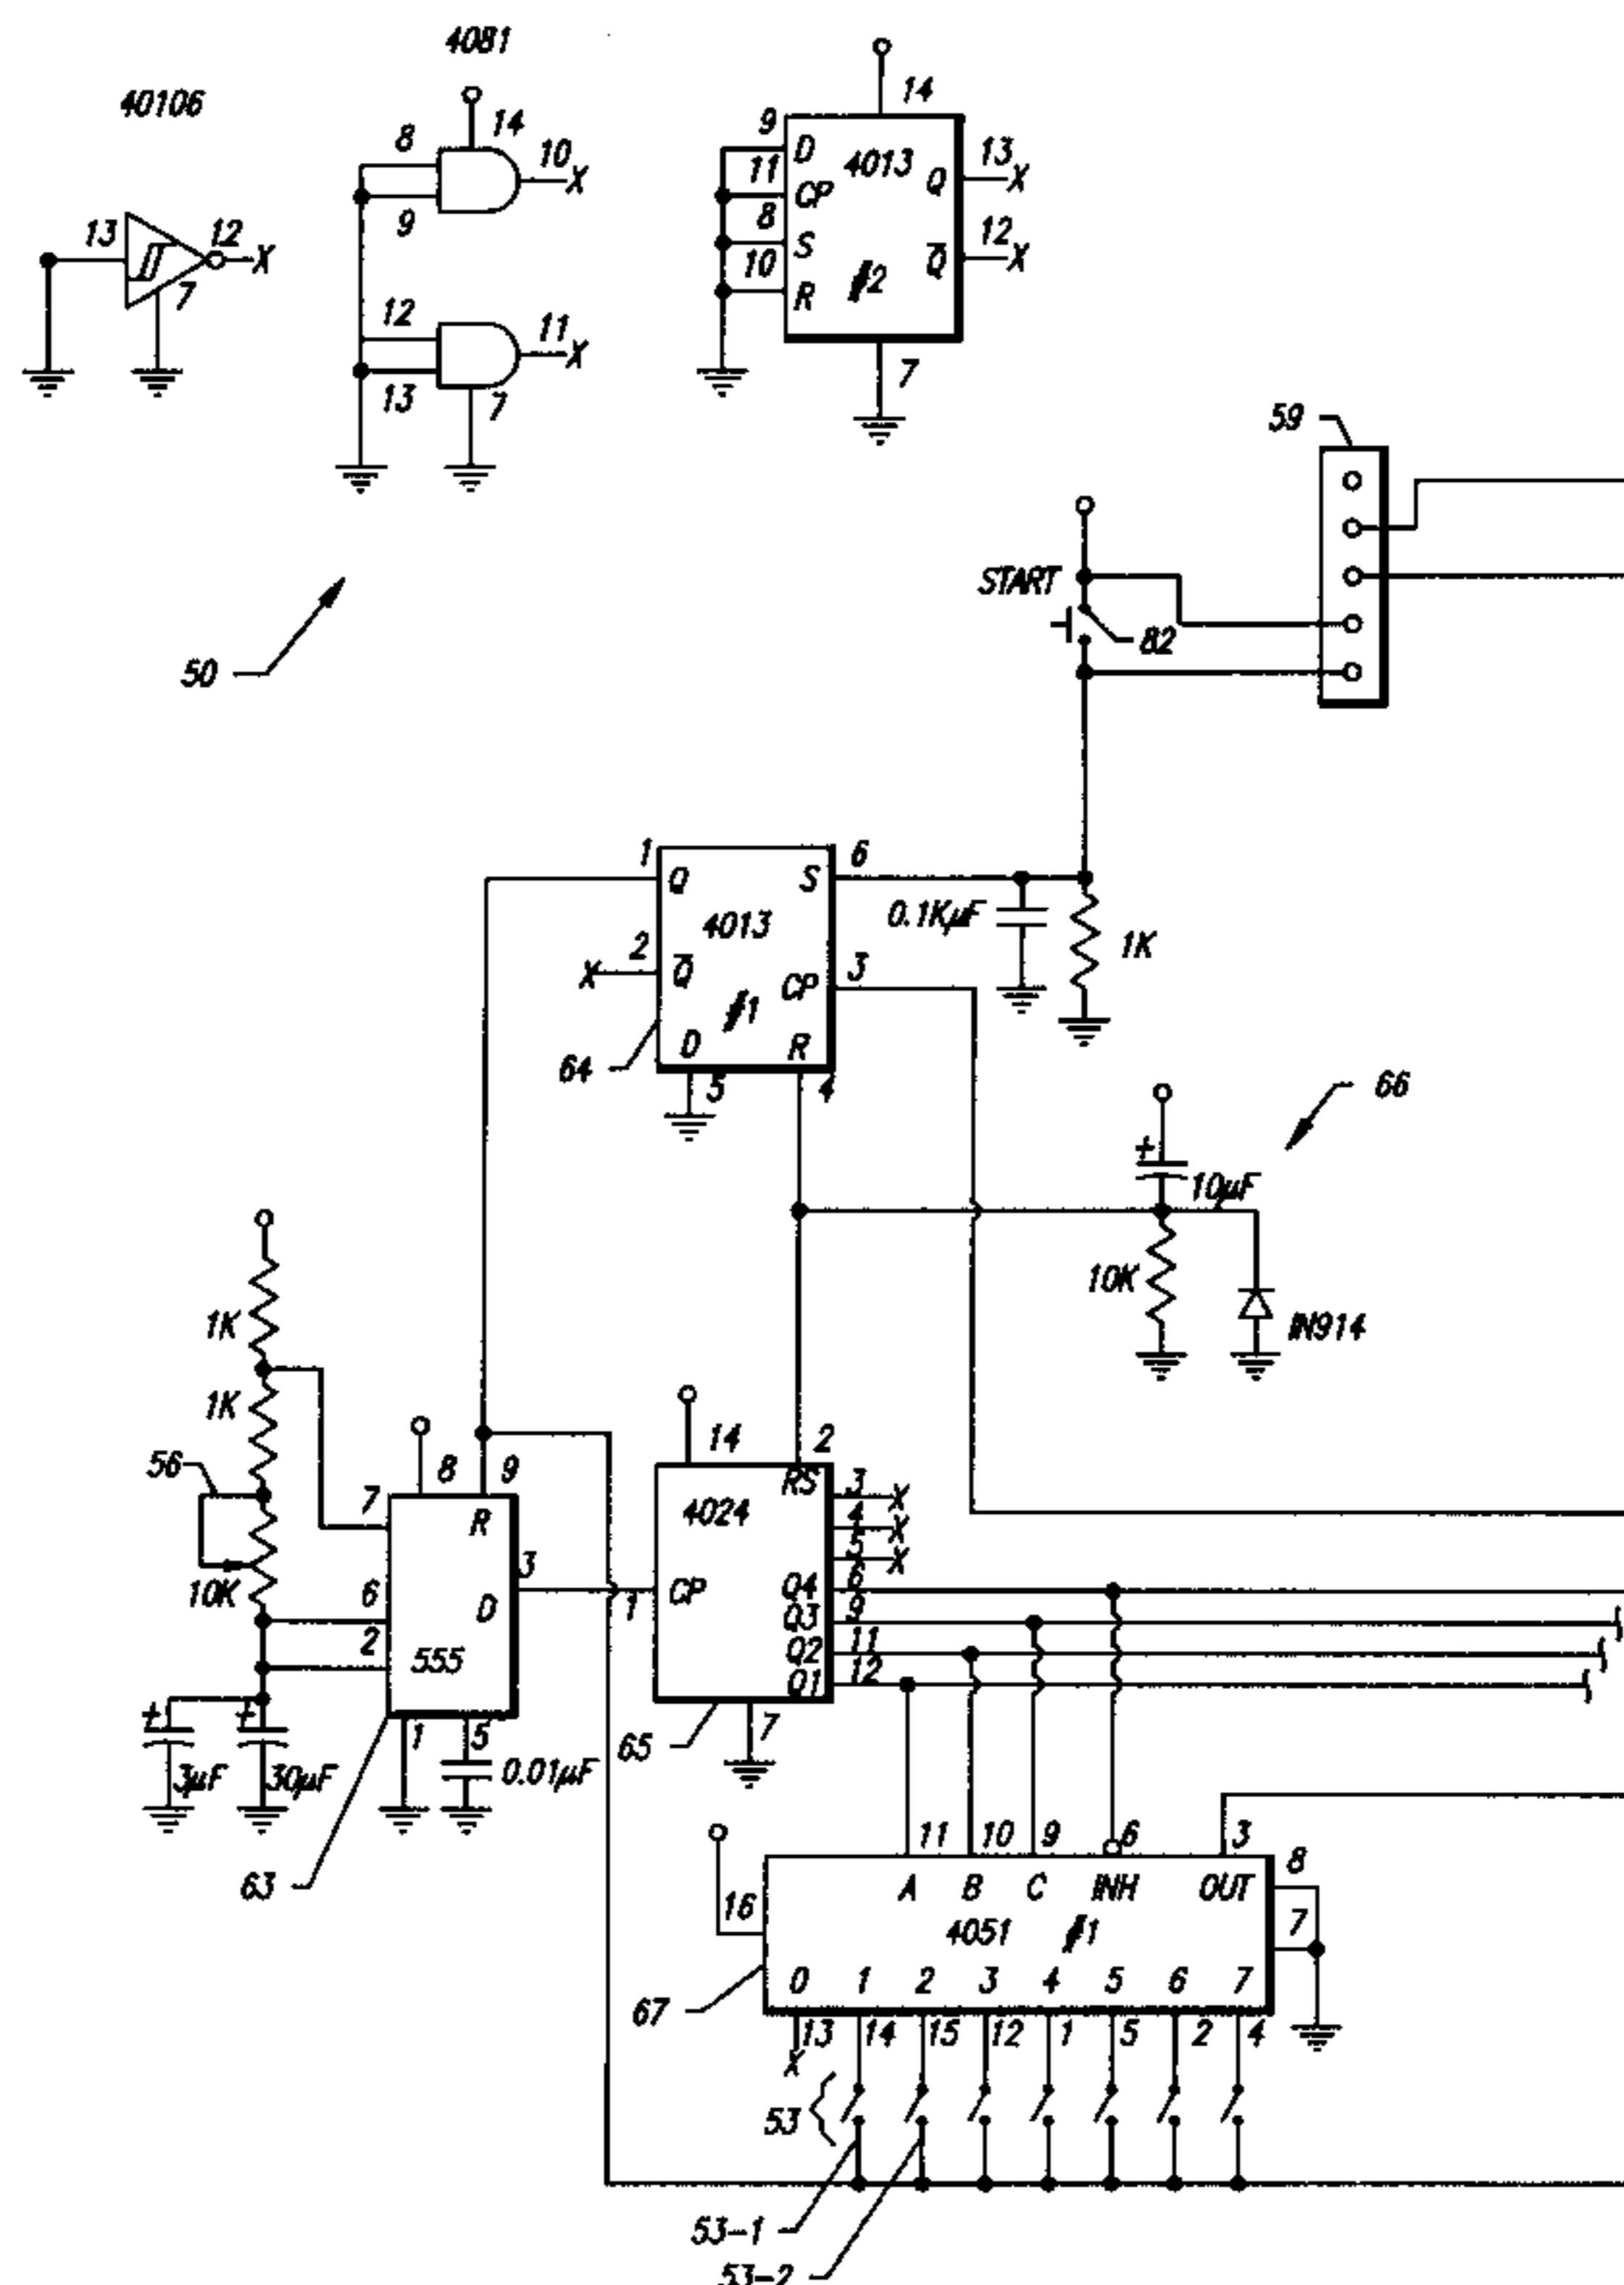 4081
40106
14
8
10
X
9
13
12
X
7
12
11
X
13
7
14
9
D
4013
13
X
11
CP
Q
8
S
12
X
10
R
#2
Q̅
7
59
START
82
50
1
Q
S
6
4013
0.1KμF
1K
2
X
Q̅
CP
3
#1
64
D
R
5
4
66
+
10μF
10K
IN914
1K
1K
56
8
9
14
2
7
R
4024
RS
3
X
4
X
5
X
10K
6
3
D
1
CP
Q4
6
Q3
9
2
555
Q2
11
Q1
12
+
+
1
5
7
65
3μF
30μF
0.01μF
63
11
10
9
6
3
8
16
A
B
C
INH
OUT
4051
#1
7
67
0
1
2
3
4
5
6
7
13
14
15
12
1
5
2
4
X
53
53-1
53-2